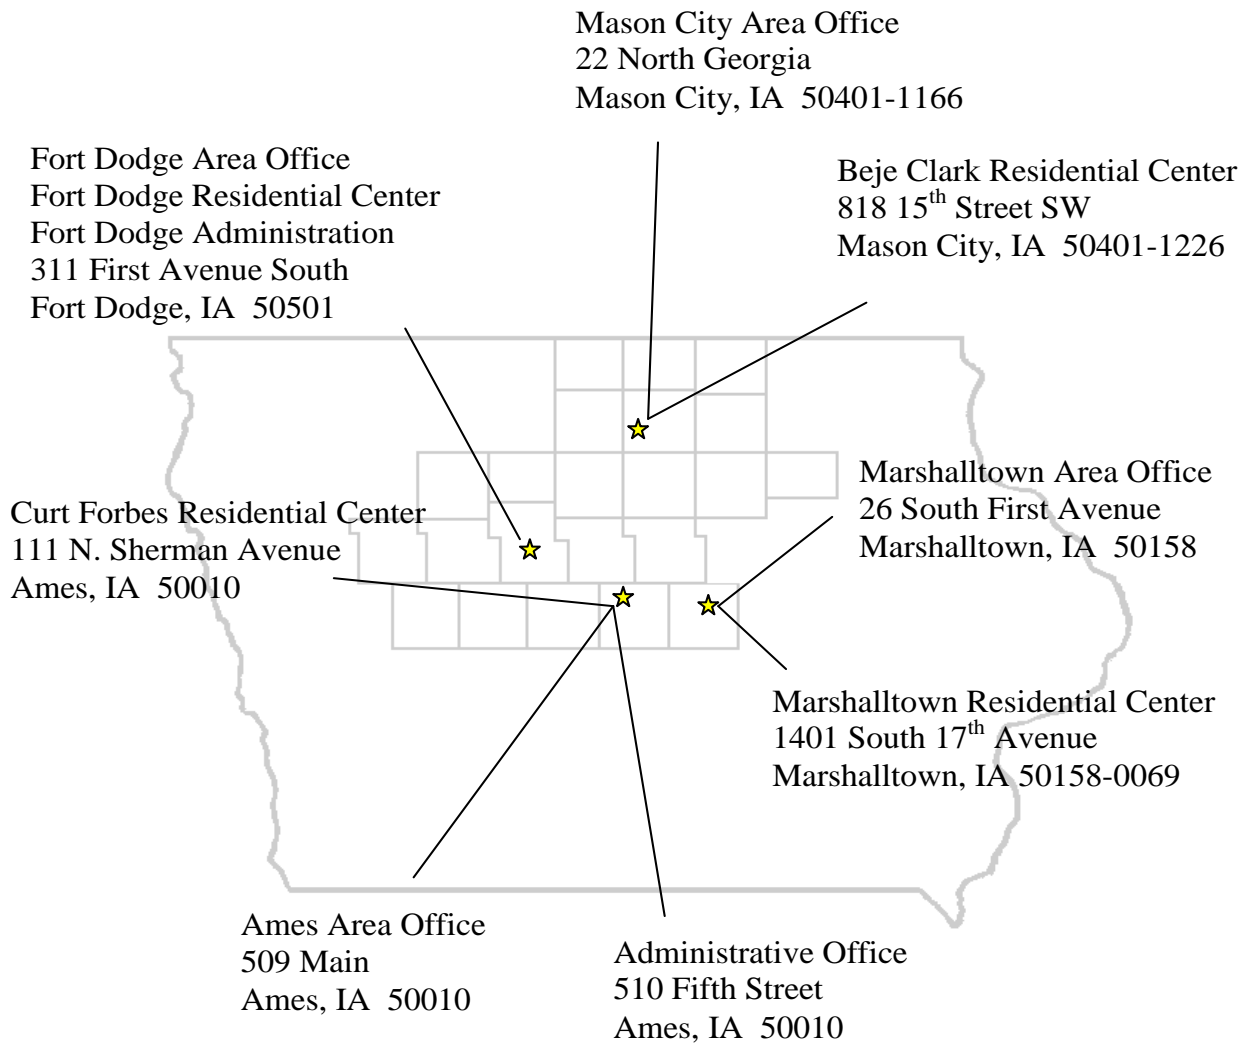 Mason City Area Office
22 North Georgia
Mason City, IA  50401-1166
Fort Dodge Area Office
Fort Dodge Residential Center
Fort Dodge Administration
311 First Avenue South
Fort Dodge, IA  50501
Beje Clark Residential Center
818 15th Street SW
Mason City, IA  50401-1226
Marshalltown Area Office
26 South First Avenue
Marshalltown, IA  50158
Curt Forbes Residential Center
111 N. Sherman Avenue
Ames, IA  50010
Marshalltown Residential Center
1401 South 17th Avenue
Marshalltown, IA 50158-0069
Ames Area Office
509 Main
Ames, IA  50010
Administrative Office
510 Fifth Street
Ames, IA  50010